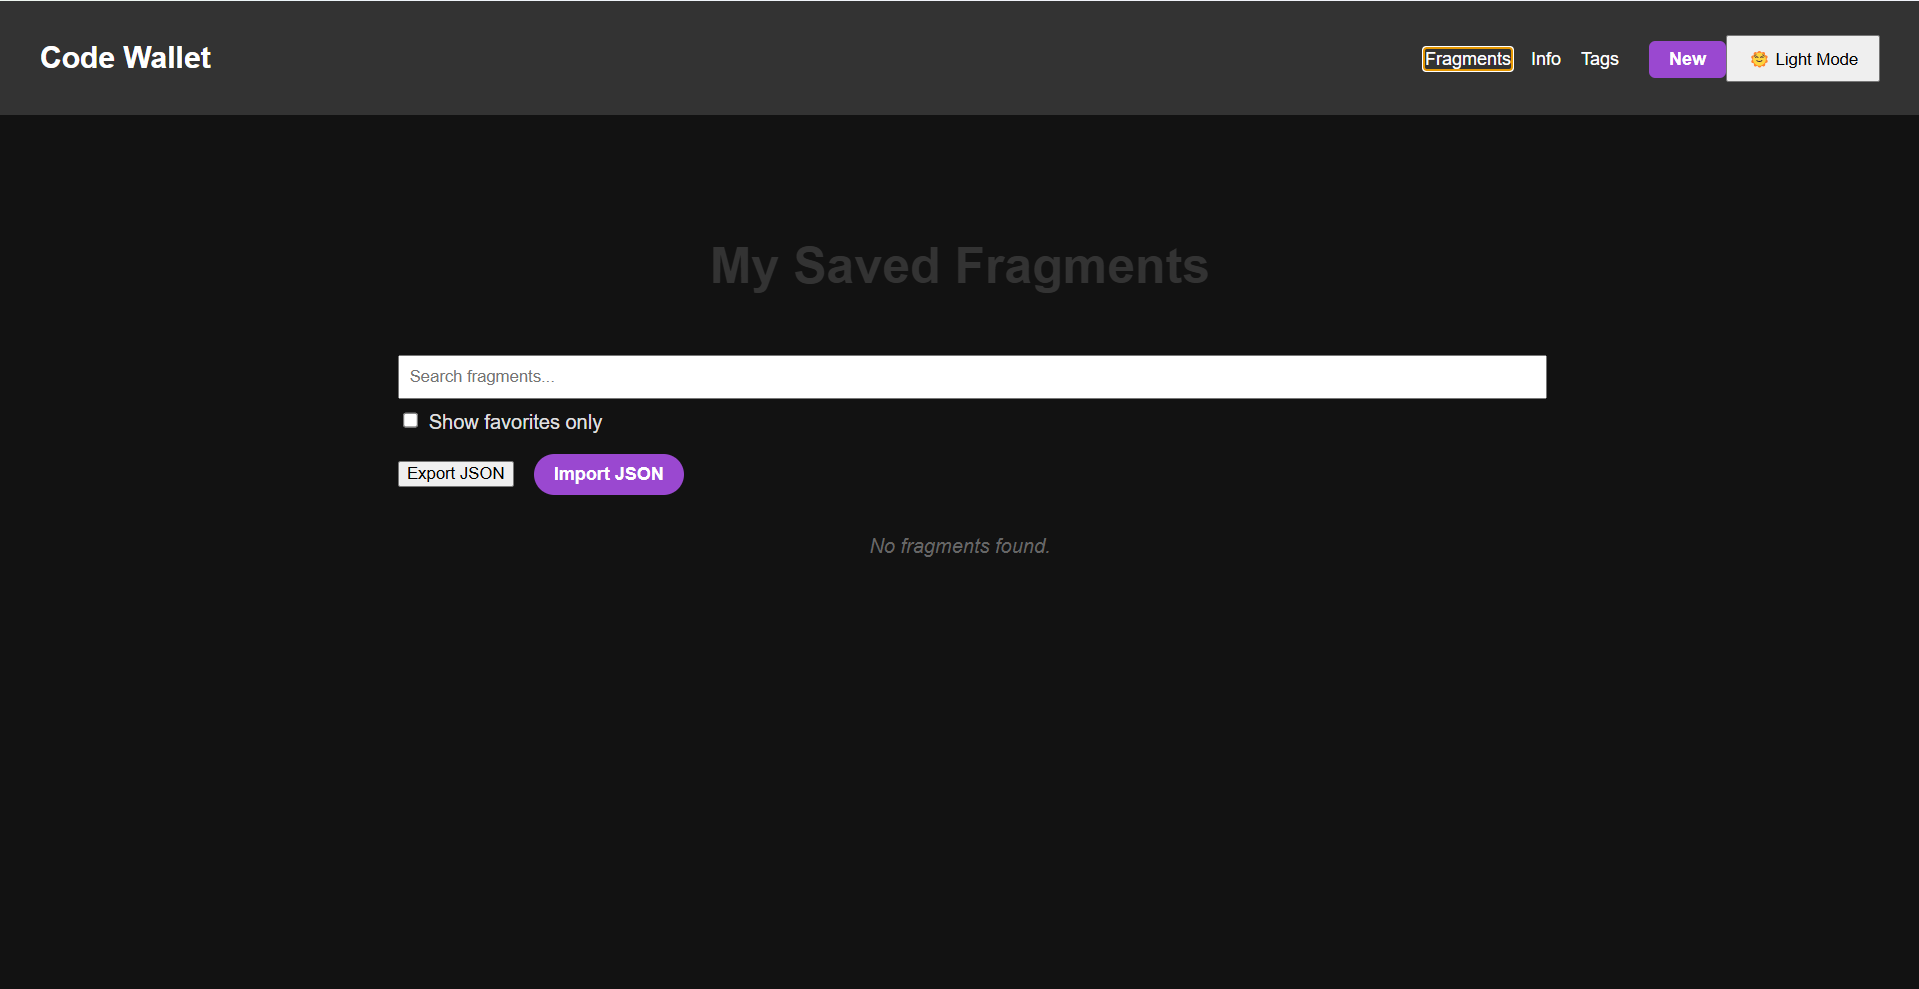 Code Wallet
Fragments Info Tags New 🌞 Light Mode
My Saved Fragments
Search fragments...
Show favorites only
Export JSON Import JSON
No fragments found.